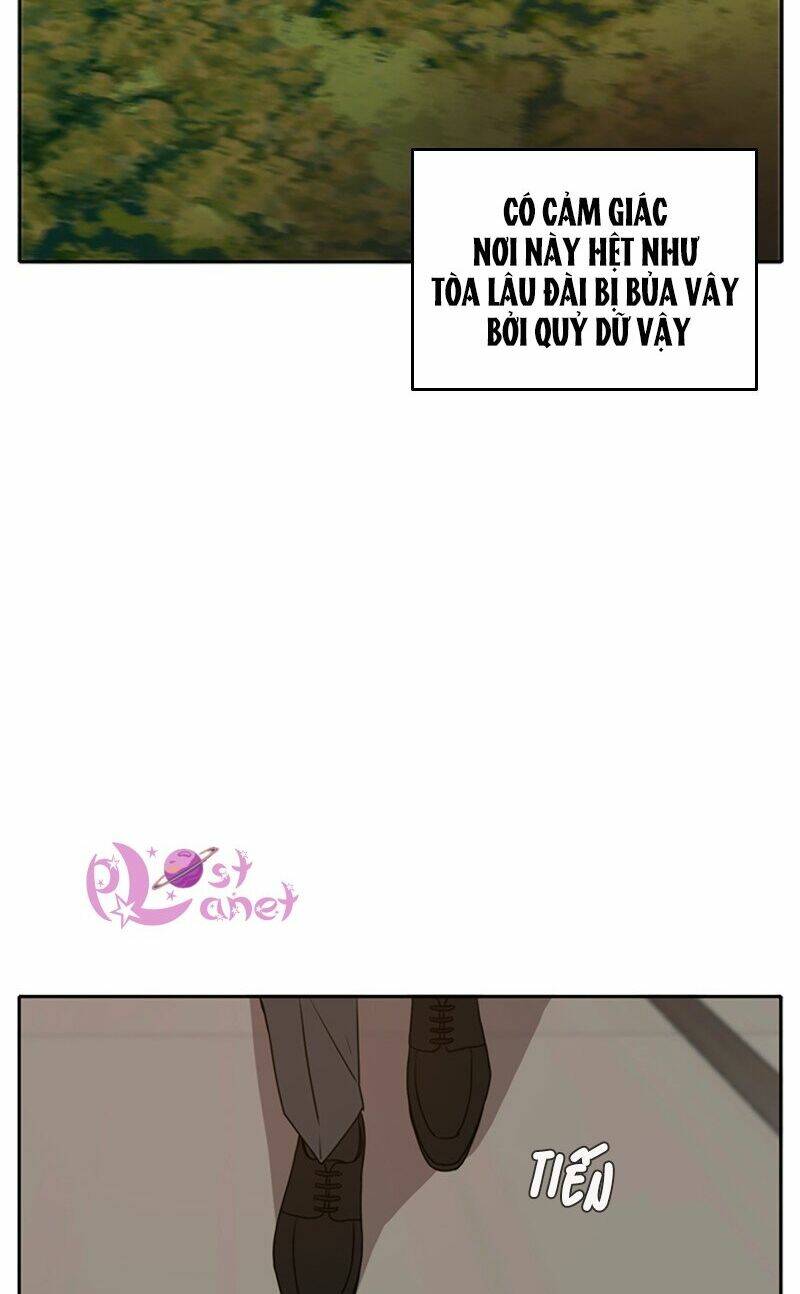 CÓ CẢM GIÁC
NƠI NÀY HỆT NHƯ
TÒA LÂU ĐÀI BỊ BỦA VÂY
BỞI QUỶ DỮ VẬY
Lost
Planet
TIẾN